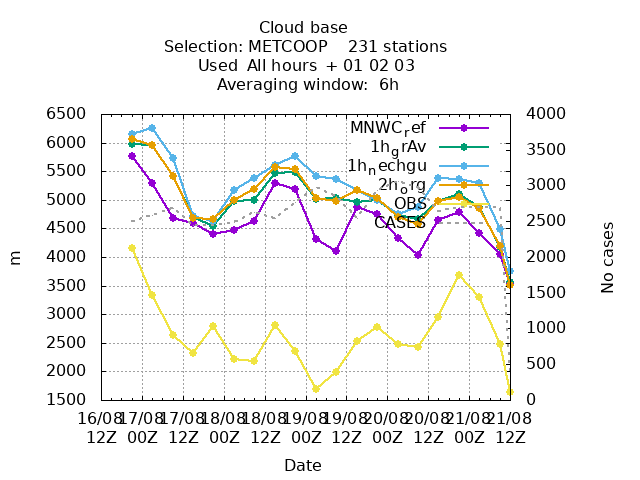 Cloud base
Selection: METCOOP    231 stations
Used  All hours  + 01 02 03
Averaging window:  6h
6500
6000
5500
5000
4500
4000
3500
3000
2500
2000
1500
4000
3500
3000
2500
2000
1500
1000
500
0
MNWC_ref
1h_grAv
1h_nechgu
2h_org
OBS
CASES
m
No cases
16/08 17/08 17/08 18/08 18/08 19/08 19/08 20/08 20/08 21/08 21/08
12Z 00Z 12Z 00Z 12Z 00Z 12Z 00Z 12Z 00Z 12Z
Date